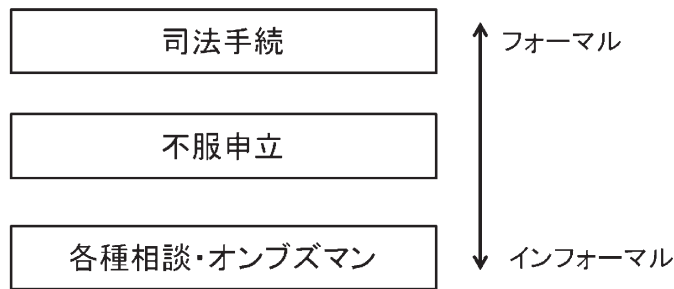 司法手続
フォーマル
不服申立
各種相談・オンブズマン
インフォーマル